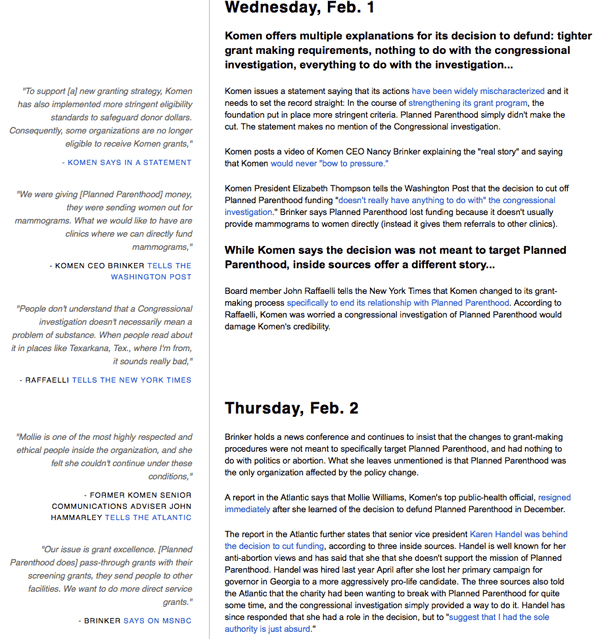 Wednesday, Feb. 1
Komen offers multiple explanations for its decision to defund: tighter
grant making requirements, nothing to do with the congressional
investigation, everything to do with the investigation...
"To support [a] new granting strategy, Komen
has also implemented more stringent eligibility
standards to safeguard donor dollars.
Consequently, some organizations are no longer
eligible to receive Komen grants,"
- KOMEN SAYS IN A STATEMENT
Komen issues a statement saying that its actions have been widely mischaracterized and it
needs to set the record straight: In the course of strengthening its grant program, the
foundation put in place more stringent criteria. Planned Parenthood simply didn't make the
cut. The statement makes no mention of the Congressional investigation.
Komen posts a video of Komen CEO Nancy Brinker explaining the "real story" and saying
that Komen would never "bow to pressure."
"We were giving [Planned Parenthood] money,
they were sending women out for
mammograms. What we would like to have are
clinics where we can directly fund
mammograms,"
- KOMEN CEO BRINKER TELLS THE
WASHINGTON POST
Komen President Elizabeth Thompson tells the Washington Post that the decision to cut off
Planned Parenthood funding "doesn't really have anything to do with" the congressional
investigation." Brinker says Planned Parenthood lost funding because it doesn't usually
provide mammograms to women directly (instead it gives them referrals to other clinics).
While Komen says the decision was not meant to target Planned
Parenthood, inside sources offer a different story...
"People don't understand that a Congressional
investigation doesn't necessarily mean a
problem of substance. When people read about
it in places like Texarkana, Tex., where I'm from,
it sounds really bad,"
- RAFFAELLI TELLS THE NEW YORK TIMES
Board member John Raffaelli tells the New York Times that Komen changed to its grant-
making process specifically to end its relationship with Planned Parenthood. According to
Raffaelli, Komen was worried a congressional investigation of Planned Parenthood would
damage Komen's credibility.
Thursday, Feb. 2
"Mollie is one of the most highly respected and
ethical people inside the organization, and she
felt she couldn't continue under these
conditions,"
- FORMER KOMEN SENIOR
COMMUNICATIONS ADVISER JOHN
HAMMARLEY TELLS THE ATLANTIC
Brinker holds a news conference and continues to insist that the changes to grant-making
procedures were not meant to specifically target Planned Parenthood, and had nothing to
do with politics or abortion. What she leaves unmentioned is that Planned Parenthood was
the only organization affected by the policy change.
A report in the Atlantic says that Mollie Williams, Komen's top public-health official, resigned
immediately after she learned of the decision to defund Planned Parenthood in December.
"Our issue is grant excellence. [Planned
Parenthood does] pass-through grants with their
screening grants, they send people to other
facilities. We want to do more direct service
grants."
- BRINKER SAYS ON MSNBC
The report in the Atlantic further states that senior vice president Karen Handel was behind
the decision to cut funding, according to three inside sources. Handel is well known for her
anti-abortion views and has said that she that she doesn't support the mission of Planned
Parenthood. Handel was hired last year April after she lost her primary campaign for
governor in Georgia to a more aggressively pro-life candidate. The three sources also told
the Atlantic that the charity had been wanting to break with Planned Parenthood for quite
some time, and the congressional investigation simply provided a way to do it. Handel has
since responded that she had a role in the decision, but to "suggest that I had the sole
authority is just absurd."